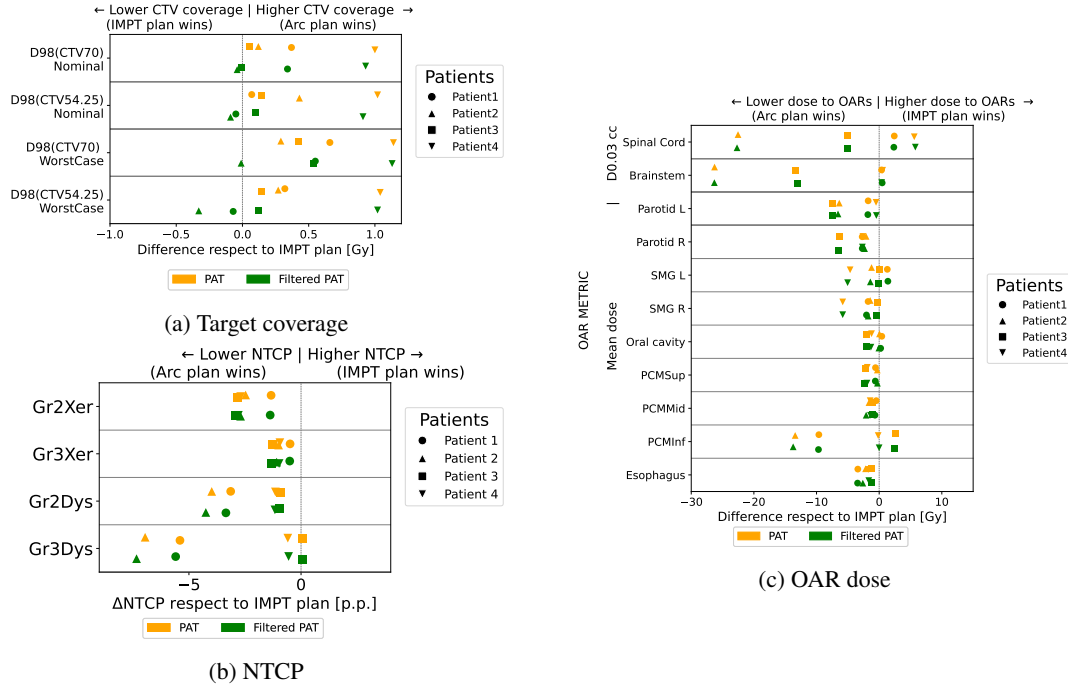 ← Lower CTV coverage | Higher CTV coverage →
(IMPT plan wins) (Arc plan wins)
D98(CTV70)
Nominal
D98(CTV54.25)
Nominal
D98(CTV70)
WorstCase
D98(CTV54.25)
WorstCase
−1.0 −0.5 0.0 0.5 1.0
Difference respect to IMPT plan [Gy]
Patients
Patient1
Patient2
Patient3
Patient4
PAT Filtered PAT
(a) Target coverage
← Lower NTCP | Higher NTCP →
(Arc plan wins) (IMPT plan wins)
Gr2Xer
Gr3Xer
Gr2Dys
Gr3Dys
−5 0
ΔNTCP respect to IMPT plan [p.p.]
Patients
Patient 1
Patient 2
Patient 3
Patient 4
PAT Filtered PAT
(b) NTCP
← Lower dose to OARs | Higher dose to OARs →
(Arc plan wins) (IMPT plan wins)
OAR METRIC
Mean dose | D0.03 cc
Spinal Cord
Brainstem
Parotid L
Parotid R
SMG L
SMG R
Oral cavity
PCMSup
PCMMid
PCMInf
Esophagus
−30 −20 −10 0 10
Difference respect to IMPT plan [Gy]
Patients
Patient1
Patient2
Patient3
Patient4
PAT Filtered PAT
(c) OAR dose